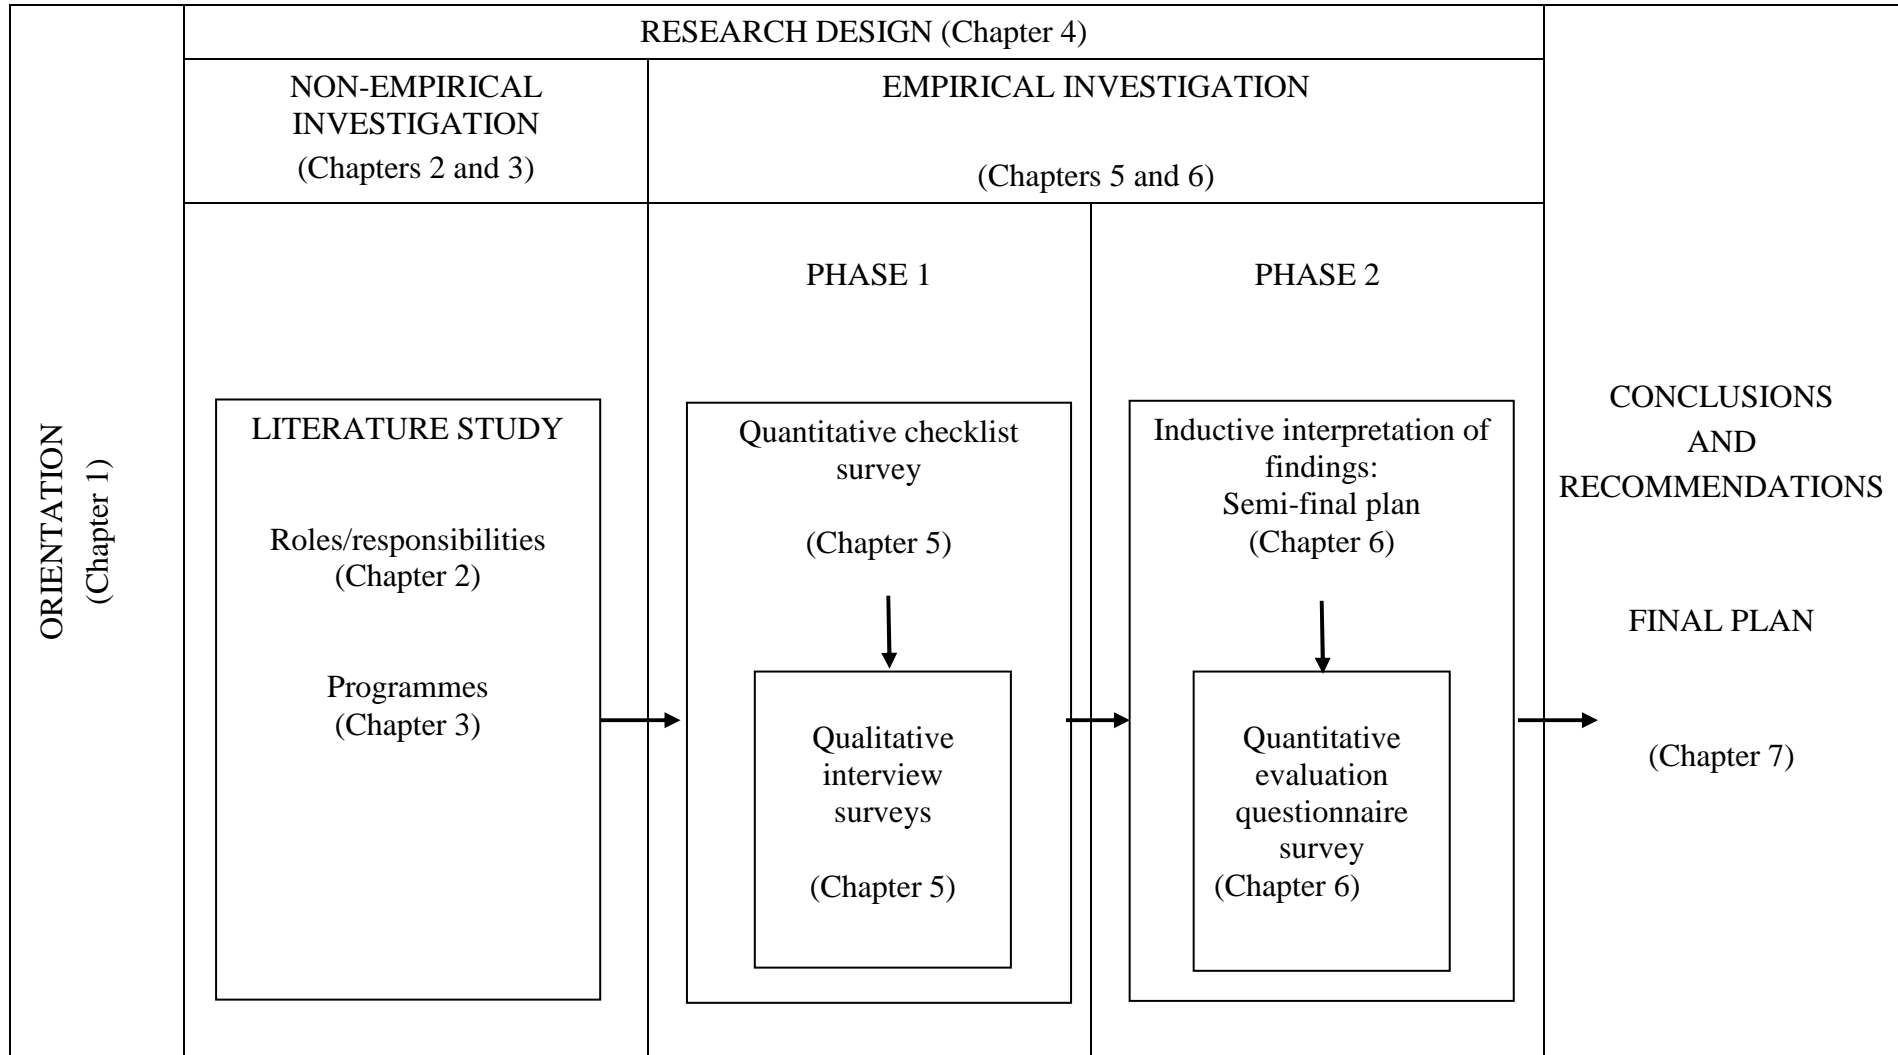 ORIENTATION
(Chapter 1)
RESEARCH DESIGN (Chapter 4)
NON-EMPIRICAL
INVESTIGATION
(Chapters 2 and 3)
EMPIRICAL INVESTIGATION
(Chapters 5 and 6)
LITERATURE STUDY
Roles/responsibilities
(Chapter 2)
Programmes
(Chapter 3)
PHASE 1
Quantitative checklist
survey
(Chapter 5)
Qualitative
interview
surveys
(Chapter 5)
PHASE 2
Inductive interpretation of
findings:
Semi-final plan
(Chapter 6)
Quantitative
evaluation
questionnaire
survey
(Chapter 6)
CONCLUSIONS
AND
RECOMMENDATIONS
FINAL PLAN
(Chapter 7)